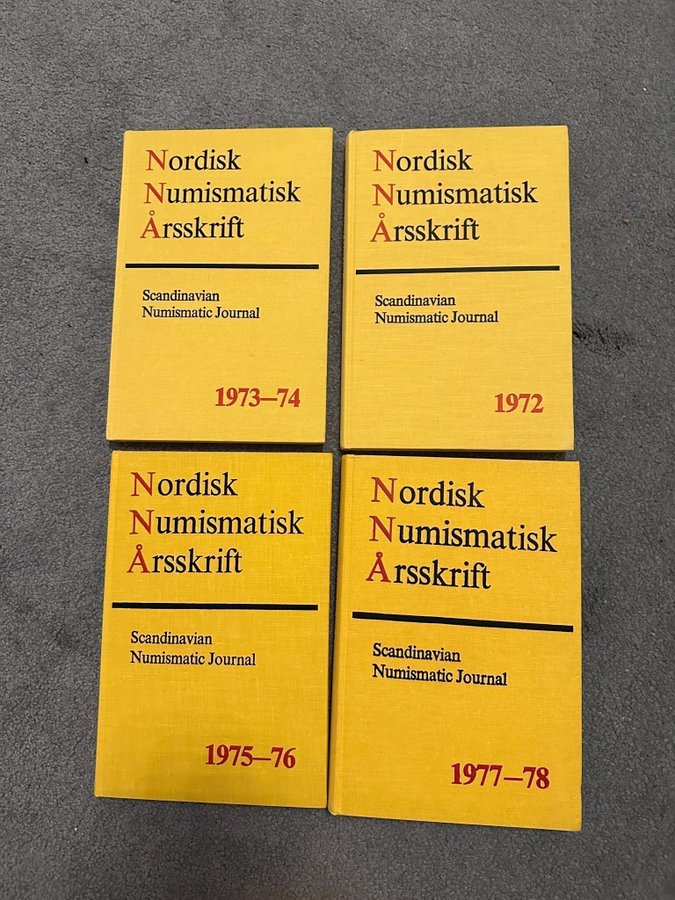 Nordisk
Numismatisk
Årsskrift
Scandinavian
Numismatic Journal
1973–74
Nordisk
Numismatisk
Årsskrift
Scandinavian
Numismatic Journal
1972
Nordisk
Numismatisk
Årsskrift
Scandinavian
Numismatic Journal
1975–76
Nordisk
Numismatisk
Årsskrift
Scandinavian
Numismatic Journal
1977–78